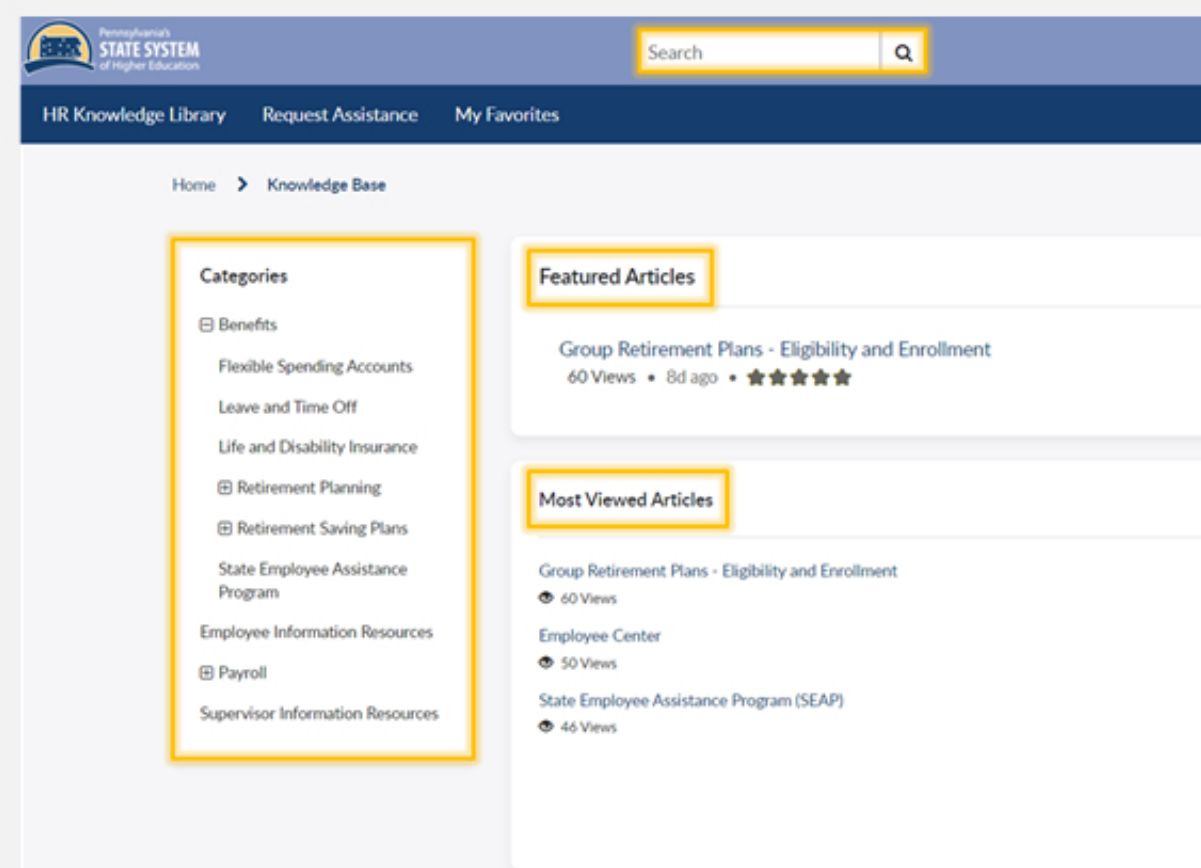 Pennsylvania's
STATE SYSTEM
of Higher Education
Search
HR Knowledge Library Request Assistance My Favorites
Home Knowledge Base
Categories
Benefits
Flexible Spending Accounts
Leave and Time Off
Life and Disability Insurance
Retirement Planning
Retirement Saving Plans
State Employee Assistance
Program
Employee Information Resources
Payroll
Supervisor Information Resources
Featured Articles
Group Retirement Plans - Eligibility and Enrollment
60 Views • 8d ago •
Most Viewed Articles
Group Retirement Plans - Eligibility and Enrollment
60 Views
Employee Center
50 Views
State Employee Assistance Program (SEAP)
46 Views